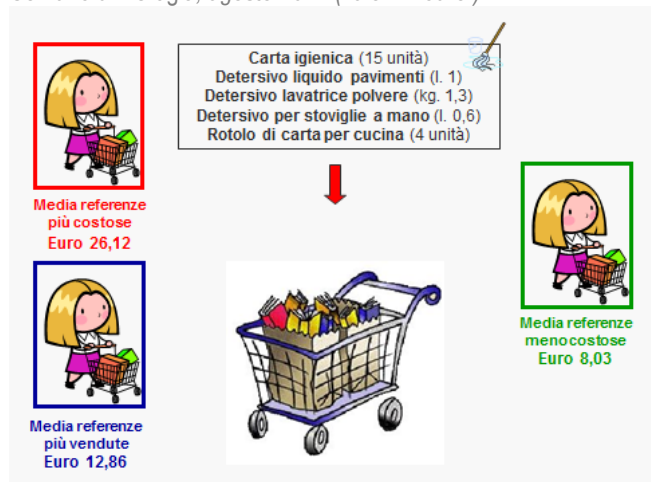 Carta igienica (15 unità)
Detersivo liquido pavimenti (l. 1)
Detersivo lavatrice polvere (kg. 1,3)
Detersivo per stoviglie a mano (l. 0,6)
Rotolo di carta per cucina (4 unità)
Media referenze
più costose
Euro 26,12
Media referenze
più vendute
Euro 12,86
Media referenze
meno costose
Euro 8,03